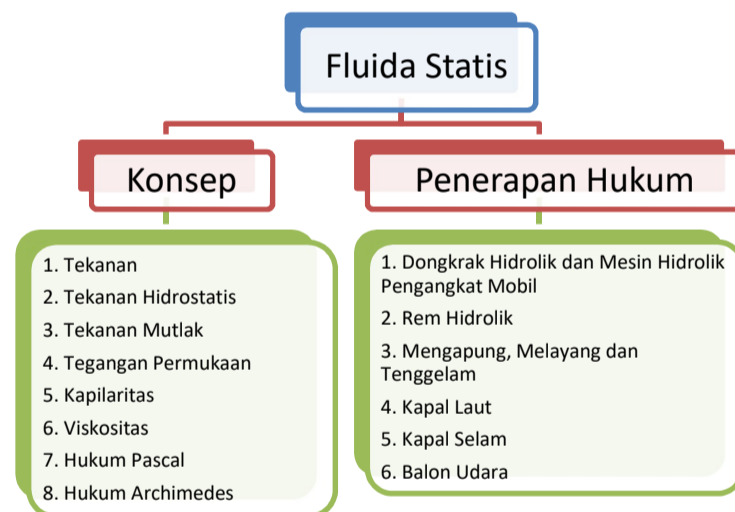 Fluida Statis
Konsep
1. Tekanan
2. Tekanan Hidrostatis
3. Tekanan Mutlak
4. Tegangan Permukaan
5. Kapilaritas
6. Viskositas
7. Hukum Pascal
8. Hukum Archimedes
Penerapan Hukum
1. Dongkrak Hidrolik dan Mesin Hidrolik
Pengangkat Mobil
2. Rem Hidrolik
3. Mengapung, Melayang dan
Tenggelam
4. Kapal Laut
5. Kapal Selam
6. Balon Udara